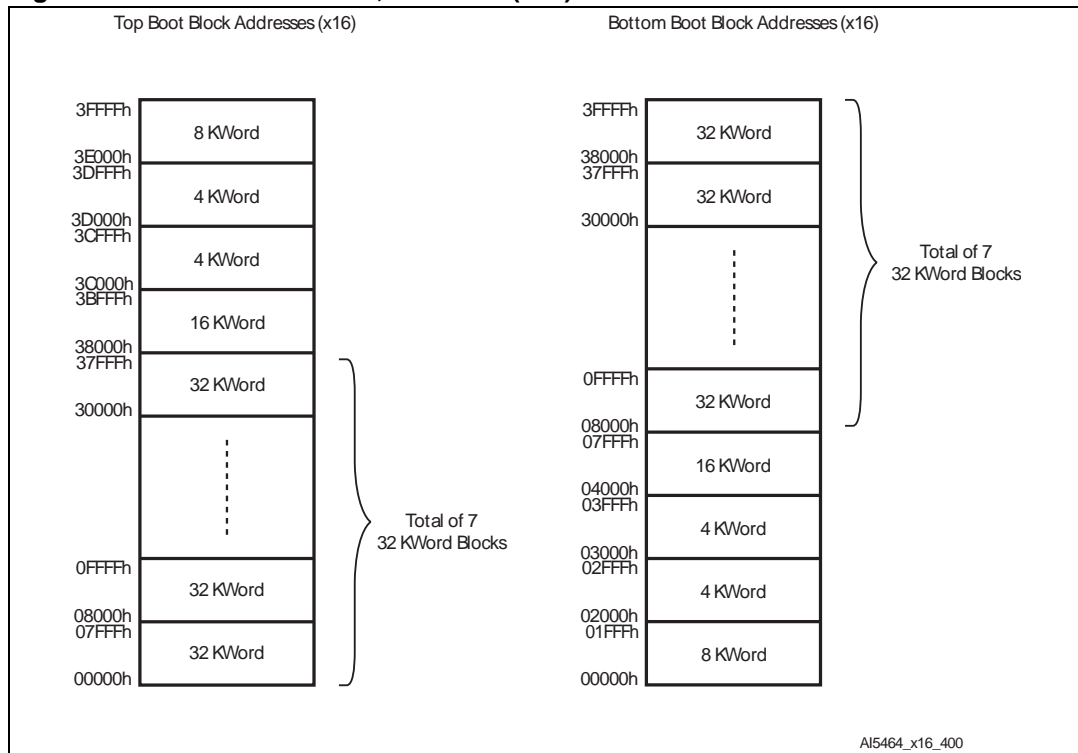 Top Boot Block Addresses (x16)
3FFFFh
8 KWord
3E000h
3DFFFh
4 KWord
3D000h
3CFFFh
4 KWord
3C000h
3BFFFh
16 KWord
38000h
37FFFh
32 KWord
30000h
Total of 7
32 KWord Blocks
0FFFFh
32 KWord
08000h
07FFFh
32 KWord
00000h
Bottom Boot Block Addresses (x16)
3FFFFh
32 KWord
38000h
37FFFh
32 KWord
30000h
Total of 7
32 KWord Blocks
0FFFFh
32 KWord
08000h
07FFFh
16 KWord
04000h
03FFFh
4 KWord
03000h
02FFFh
4 KWord
02000h
01FFFh
8 KWord
00000h
AI5464_x16_400